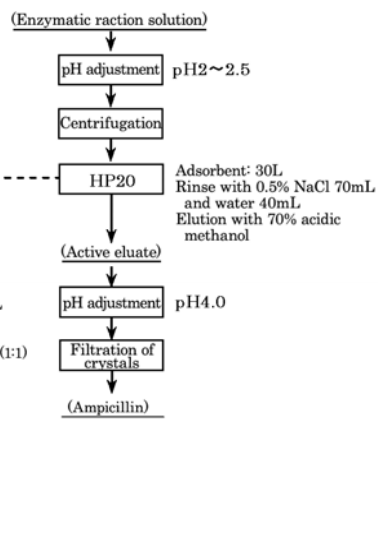 (Enzymatic raction solution)
pH adjustment pH2~2.5
Centrifugation
HP20
Adsorbent: 30L
Rinse with 0.5% NaCl 70mL
and water 40mL
Elution with 70% acidic
methanol
(Active eluate)
pH adjustment pH4.0
(1:1)
Filtration of
crystals
(Ampicillin)